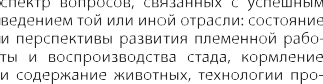 спектр вопросов, связанных с успешным
ведением той или иной отрасли: состояние
и перспективы развития племенной рабо-
ты и воспроизводства стада, кормление
и содержание животных, технологии про-